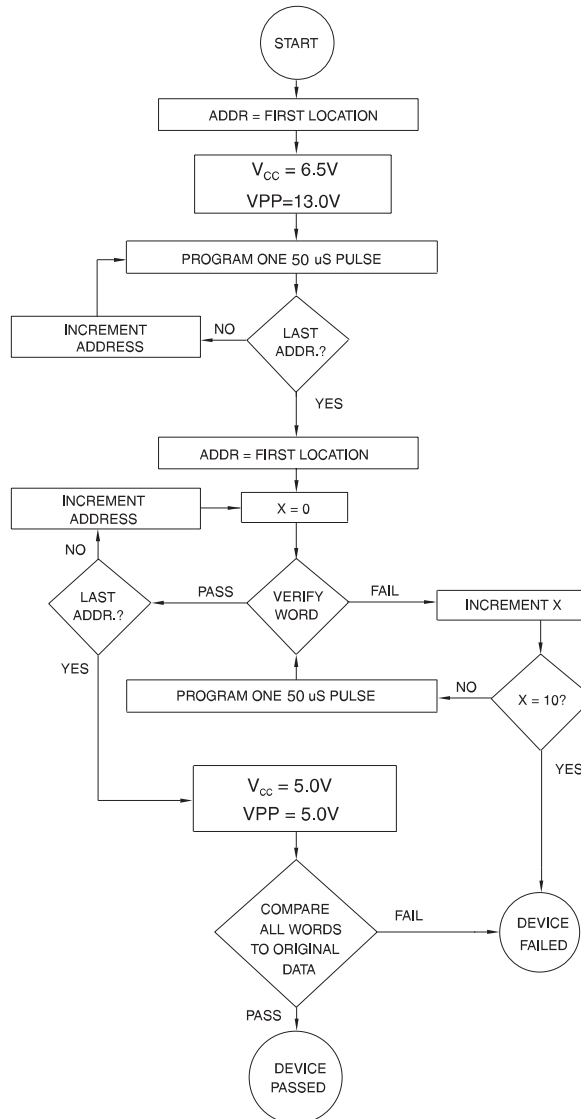 START
ADDR = FIRST LOCATION
VCC = 6.5V
VPP=13.0V
PROGRAM ONE 50 uS PULSE
INCREMENT
ADDRESS
NO
LAST
ADDR.?
YES
ADDR = FIRST LOCATION
INCREMENT
ADDRESS
X = 0
NO
LAST
ADDR.?
PASS
VERIFY
WORD
FAIL
INCREMENT X
YES
PROGRAM ONE 50 uS PULSE
NO
X = 10?
YES
Vcc = 5.0V
VPP = 5.0V
COMPARE
ALL WORDS
TO ORIGINAL
DATA
FAIL
DEVICE
FAILED
PASS
DEVICE
PASSED